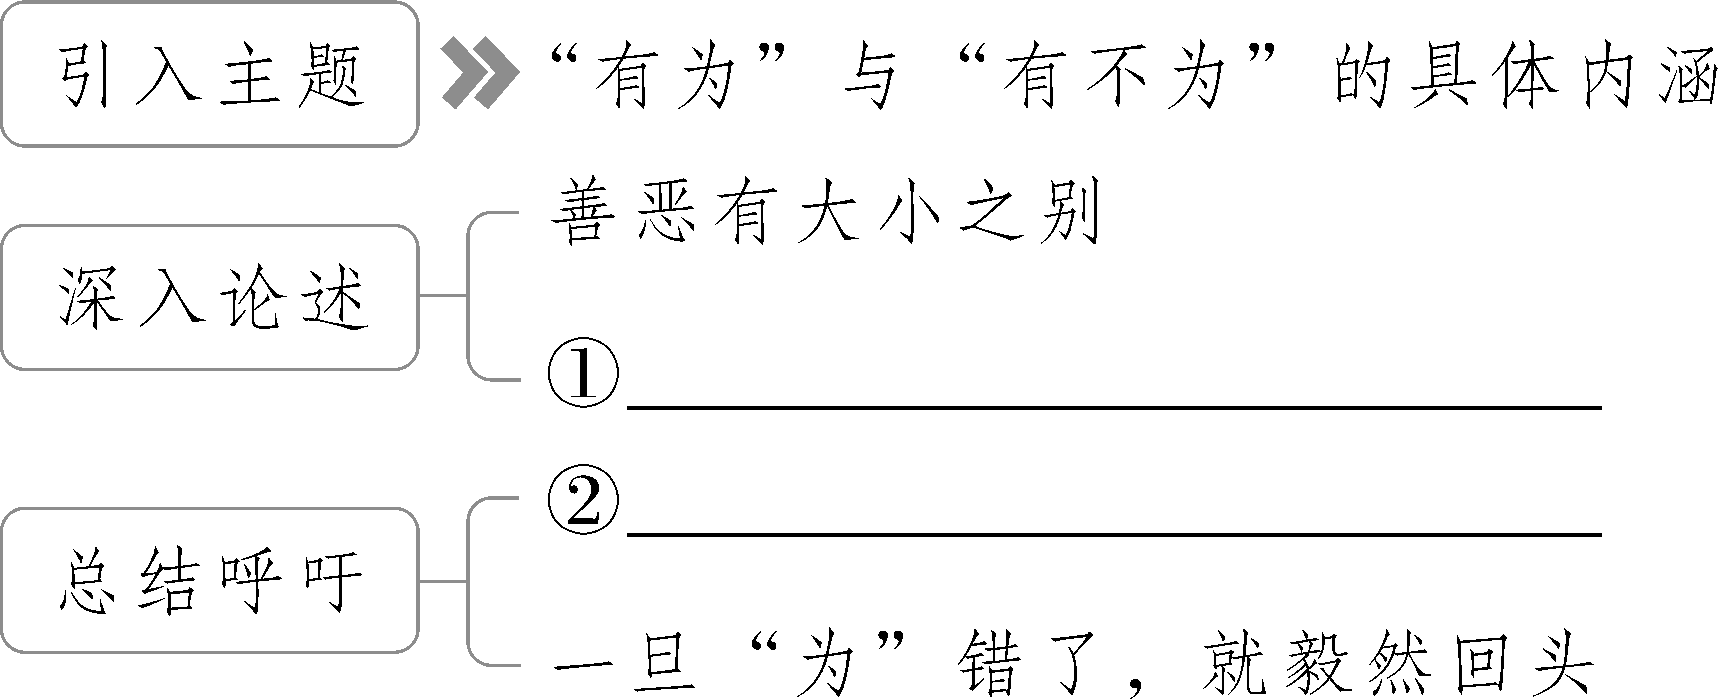 引入主题 “有为”与“有不为”的具体内涵
善恶有大小之别
深入论述
①
②
总结呼吁
一旦“为”错了，就毅然回头